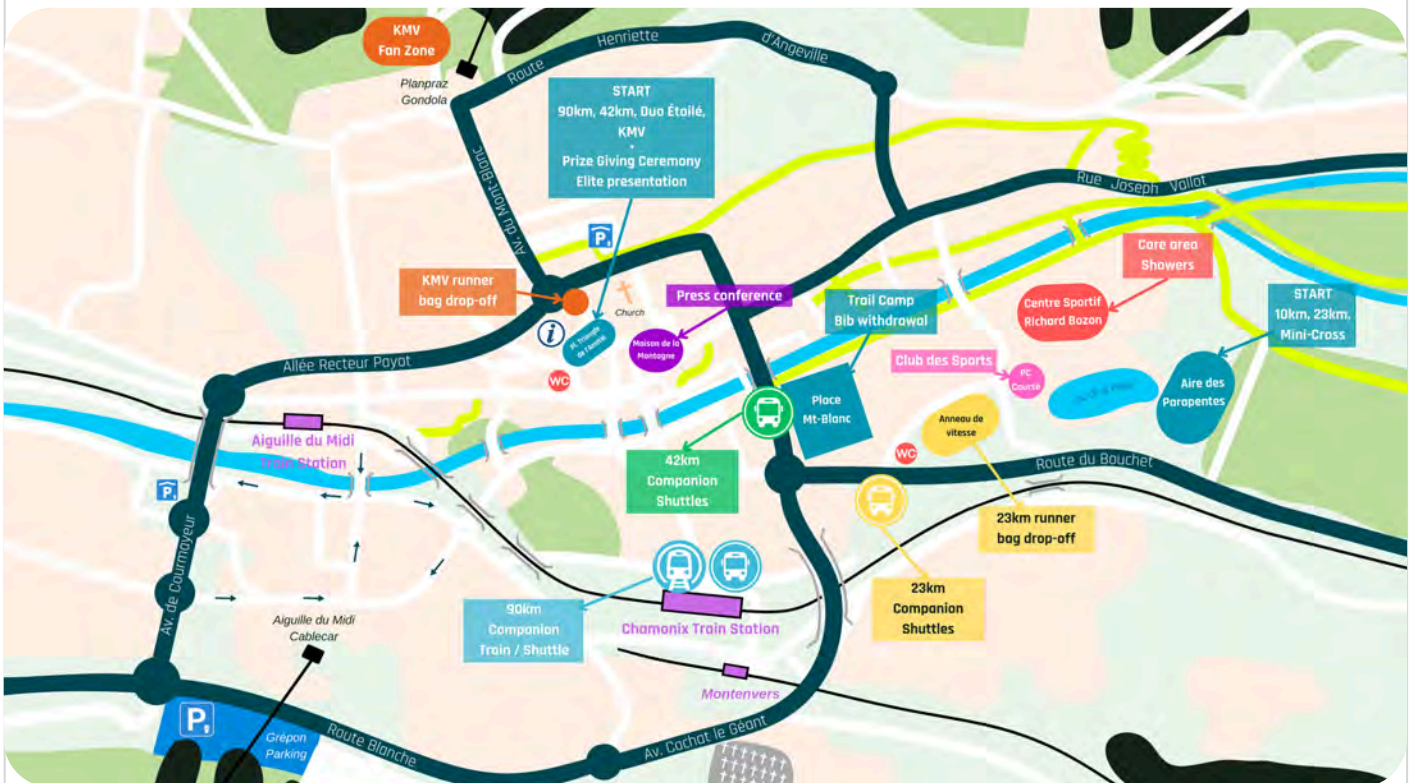 KMV
Fan Zone
Planpraz
Gondola
Route
Henriette
d'Angeville
START
90km, 42km, Duo Étoilé,
KMV
•
Prize Giving Ceremony
Elite presentation
Av. du Mont-Blanc
Rue Joseph Vallot
P
KMV runner
bag drop-off
Church
Press conference
Trail Camp
Bib withdrawal
Care area
Showers
Centre Sportif
Richard Bozon
START
10km, 23km,
Mini-Cross
i
Pl. Triangle
de l'Amitié
Maison de la
Montagne
WC
Club des Sports
PC
Course
Aire des
Parapentes
Allée Recteur Payot
Place
Mt-Blanc
Anneau de
vitesse
Aiguille du Midi
Train Station
WC
Route du Bouchet
42km
Companion
Shuttles
P
23km runner
bag drop-off
Av. de Courmayeur
23km
Companion
Shuttles
90km
Companion
Train / Shuttle
Chamonix Train Station
Aiguille du Midi
Cablecar
Montenvers
P
Grépon
Parking
Route Blanche
Av. Cachat le Géant